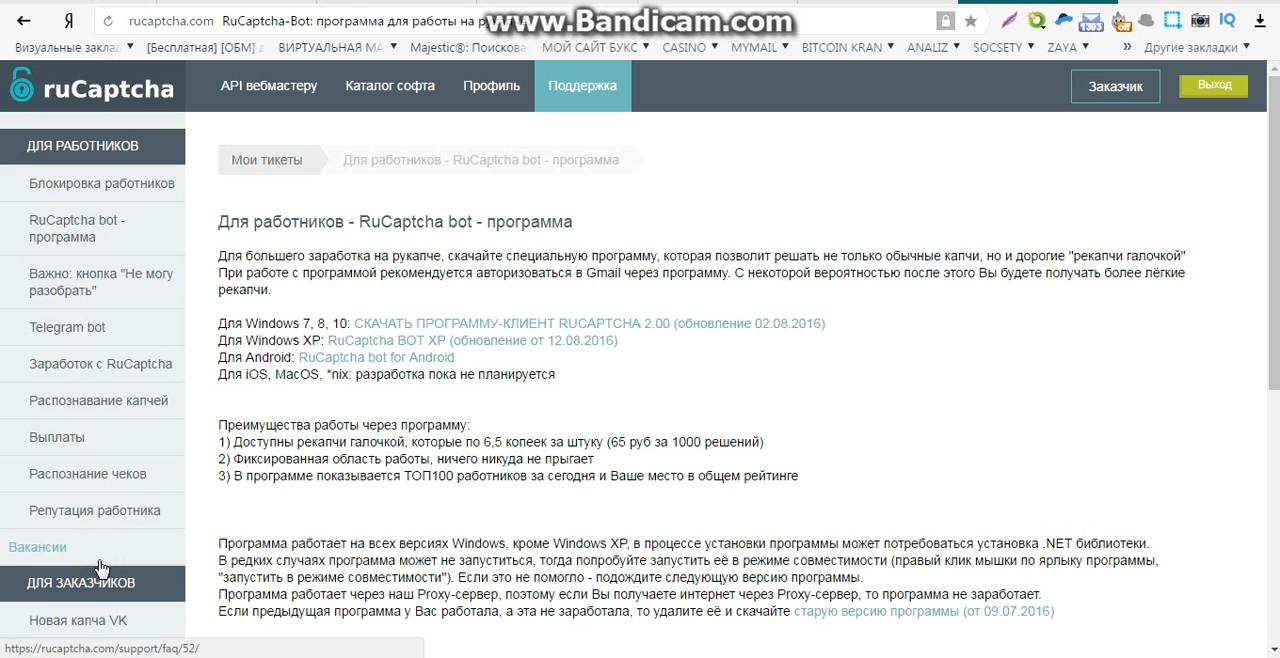 Я rucaptcha.com RuCaptcha-Bot: программа для работы на
www.Bandicam.com
1393
off
IQ
Визуальные заклад [Бесплатная] [ОБМ] ВИРТУАЛЬНАЯ МА Majestic®: Поискова МОЙ САЙТ БУКС CASINO MYMAIL BITCOIN KRAN ANALIZ SOCSETY ZAYA » Другие закладки
ruCaptcha
API вебмастеру Каталог софта Профиль Поддержка Заказчик Выход
ДЛЯ РАБОТНИКОВ
Блокировка работников
RuCaptcha bot -
программа
Важно: кнопка "Не могу
разобрать"
Telegram bot
Заработок с RuCaptcha
Распознавание капчей
Выплаты
Распознание чеков
Репутация работника
Вакансии
ДЛЯ ЗАКАЗЧИКОВ
Новая капча VK
https://rucaptcha.com/support/faq/52/
Мои тикеты Для работников - RuCaptcha bot - программа
Для работников - RuCaptcha bot - программа
Для большего заработка на рукапче, скачайте специальную программу, которая позволит решать не только обычные капчи, но и дорогие "рекапчи галочкой"
При работе с программой рекомендуется авторизоваться в Gmail через программу. С некоторой вероятностью после этого Вы будете получать более лёгкие
рекапчи.
Для Windows 7, 8, 10: СКАЧАТЬ ПРОГРАММУ-КЛИЕНТ RUCAPTCHA 2.00 (обновление 02.08.2016)
Для Windows XP: RuCaptcha BOT XP (обновление от 12.08.2016)
Для Android: RuCaptcha bot for Android
Для iOS, MacOS, *nix: разработка пока не планируется
Преимущества работы через программу:
1) Доступны рекапчи галочкой, которые по 6,5 копеек за штуку (65 руб за 1000 решений)
2) Фиксированная область работы, ничего никуда не прыгает
3) В программе показывается ТОП100 работников за сегодня и Ваше место в общем рейтинге
Программа работает на всех версиях Windows, кроме Windows XP, в процессе установки программы может потребоваться установка .NET библиотеки.
В редких случаях программа может не запуститься, тогда попробуйте запустить её в режиме совместимости (правый клик мышки по ярлыку программы,
"запустить в режиме совместимости"). Если это не помогло - подождите следующую версию программы.
Программа работает через наш Proxy-сервер, поэтому если Вы получаете интернет через Proxy-сервер, то программа не заработает.
Если предыдущая программа у Вас работала, а эта не заработала, то удалите её и скачайте старую версию программы (от 09.07.2016)